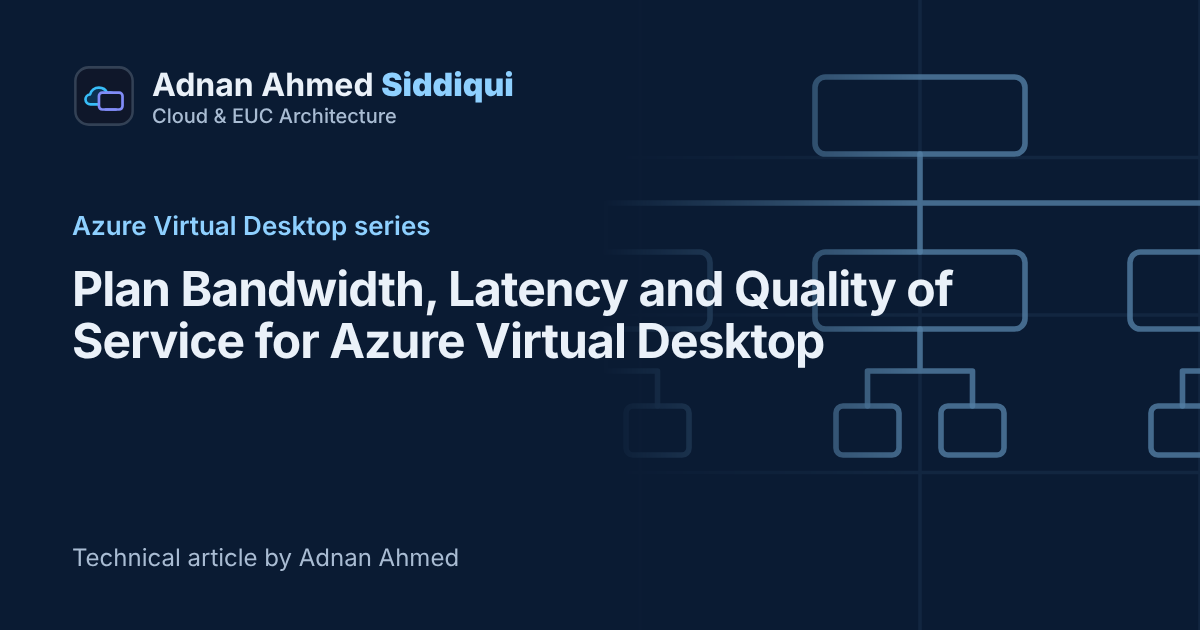 Adnan Ahmed Siddiqui
Cloud & EUC Architecture
Azure Virtual Desktop series
Plan Bandwidth, Latency and Quality of
Service for Azure Virtual Desktop
Technical article by Adnan Ahmed